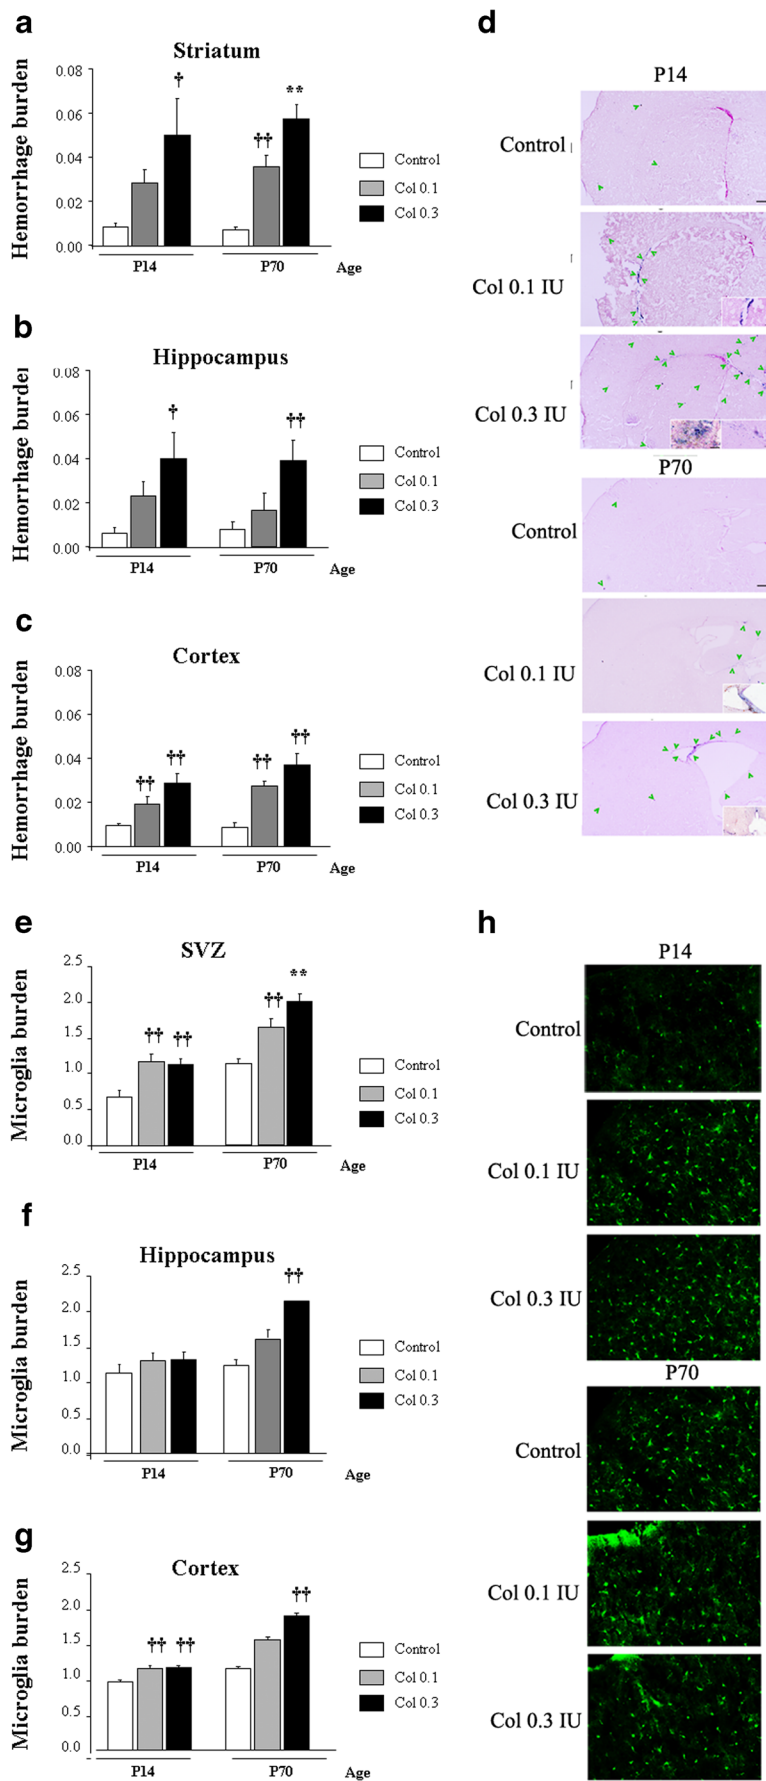 a
Striatum
Hemorrhage burden
0.08
0.06
0.04
0.02
0.00
†
††
**
Control
Col 0.1
Col 0.3
P14
P70
Age
b
Hippocampus
Hemorrhage burde
0.08
0.06
0.04
0.02
0.00
†
††
Control
Col 0.1
Col 0.3
P14
P70
Age
c
Cortex
Hemorrhage burden
0.08
0.06
0.04
0.02
0.00
††
††
††
††
Control
Col 0.1
Col 0.3
P14
P70
Age
d
P14
Control
Col 0.1 IU
Col 0.3 IU
P70
Control
Col 0.1 IU
Col 0.3 IU
e
SVZ
Microglia burden
2.5
2.0
1.5
1.0
0.5
0.0
††
††
††
**
Control
Col 0.1
Col 0.3
P14
P70
Age
f
Hippocampus
Microglia burden
2.5
2.0
1.5
1.0
0.5
0.0
††
Control
Col 0.1
Col 0.3
P14
P70
Age
g
Cortex
Microglia burden
2.5
2.0
1.5
1.0
0.5
0.0
††
††
††
Control
Col 0.1
Col 0.3
P14
P70
Age
h
P14
Control
Col 0.1 IU
Col 0.3 IU
P70
Control
Col 0.1 IU
Col 0.3 IU